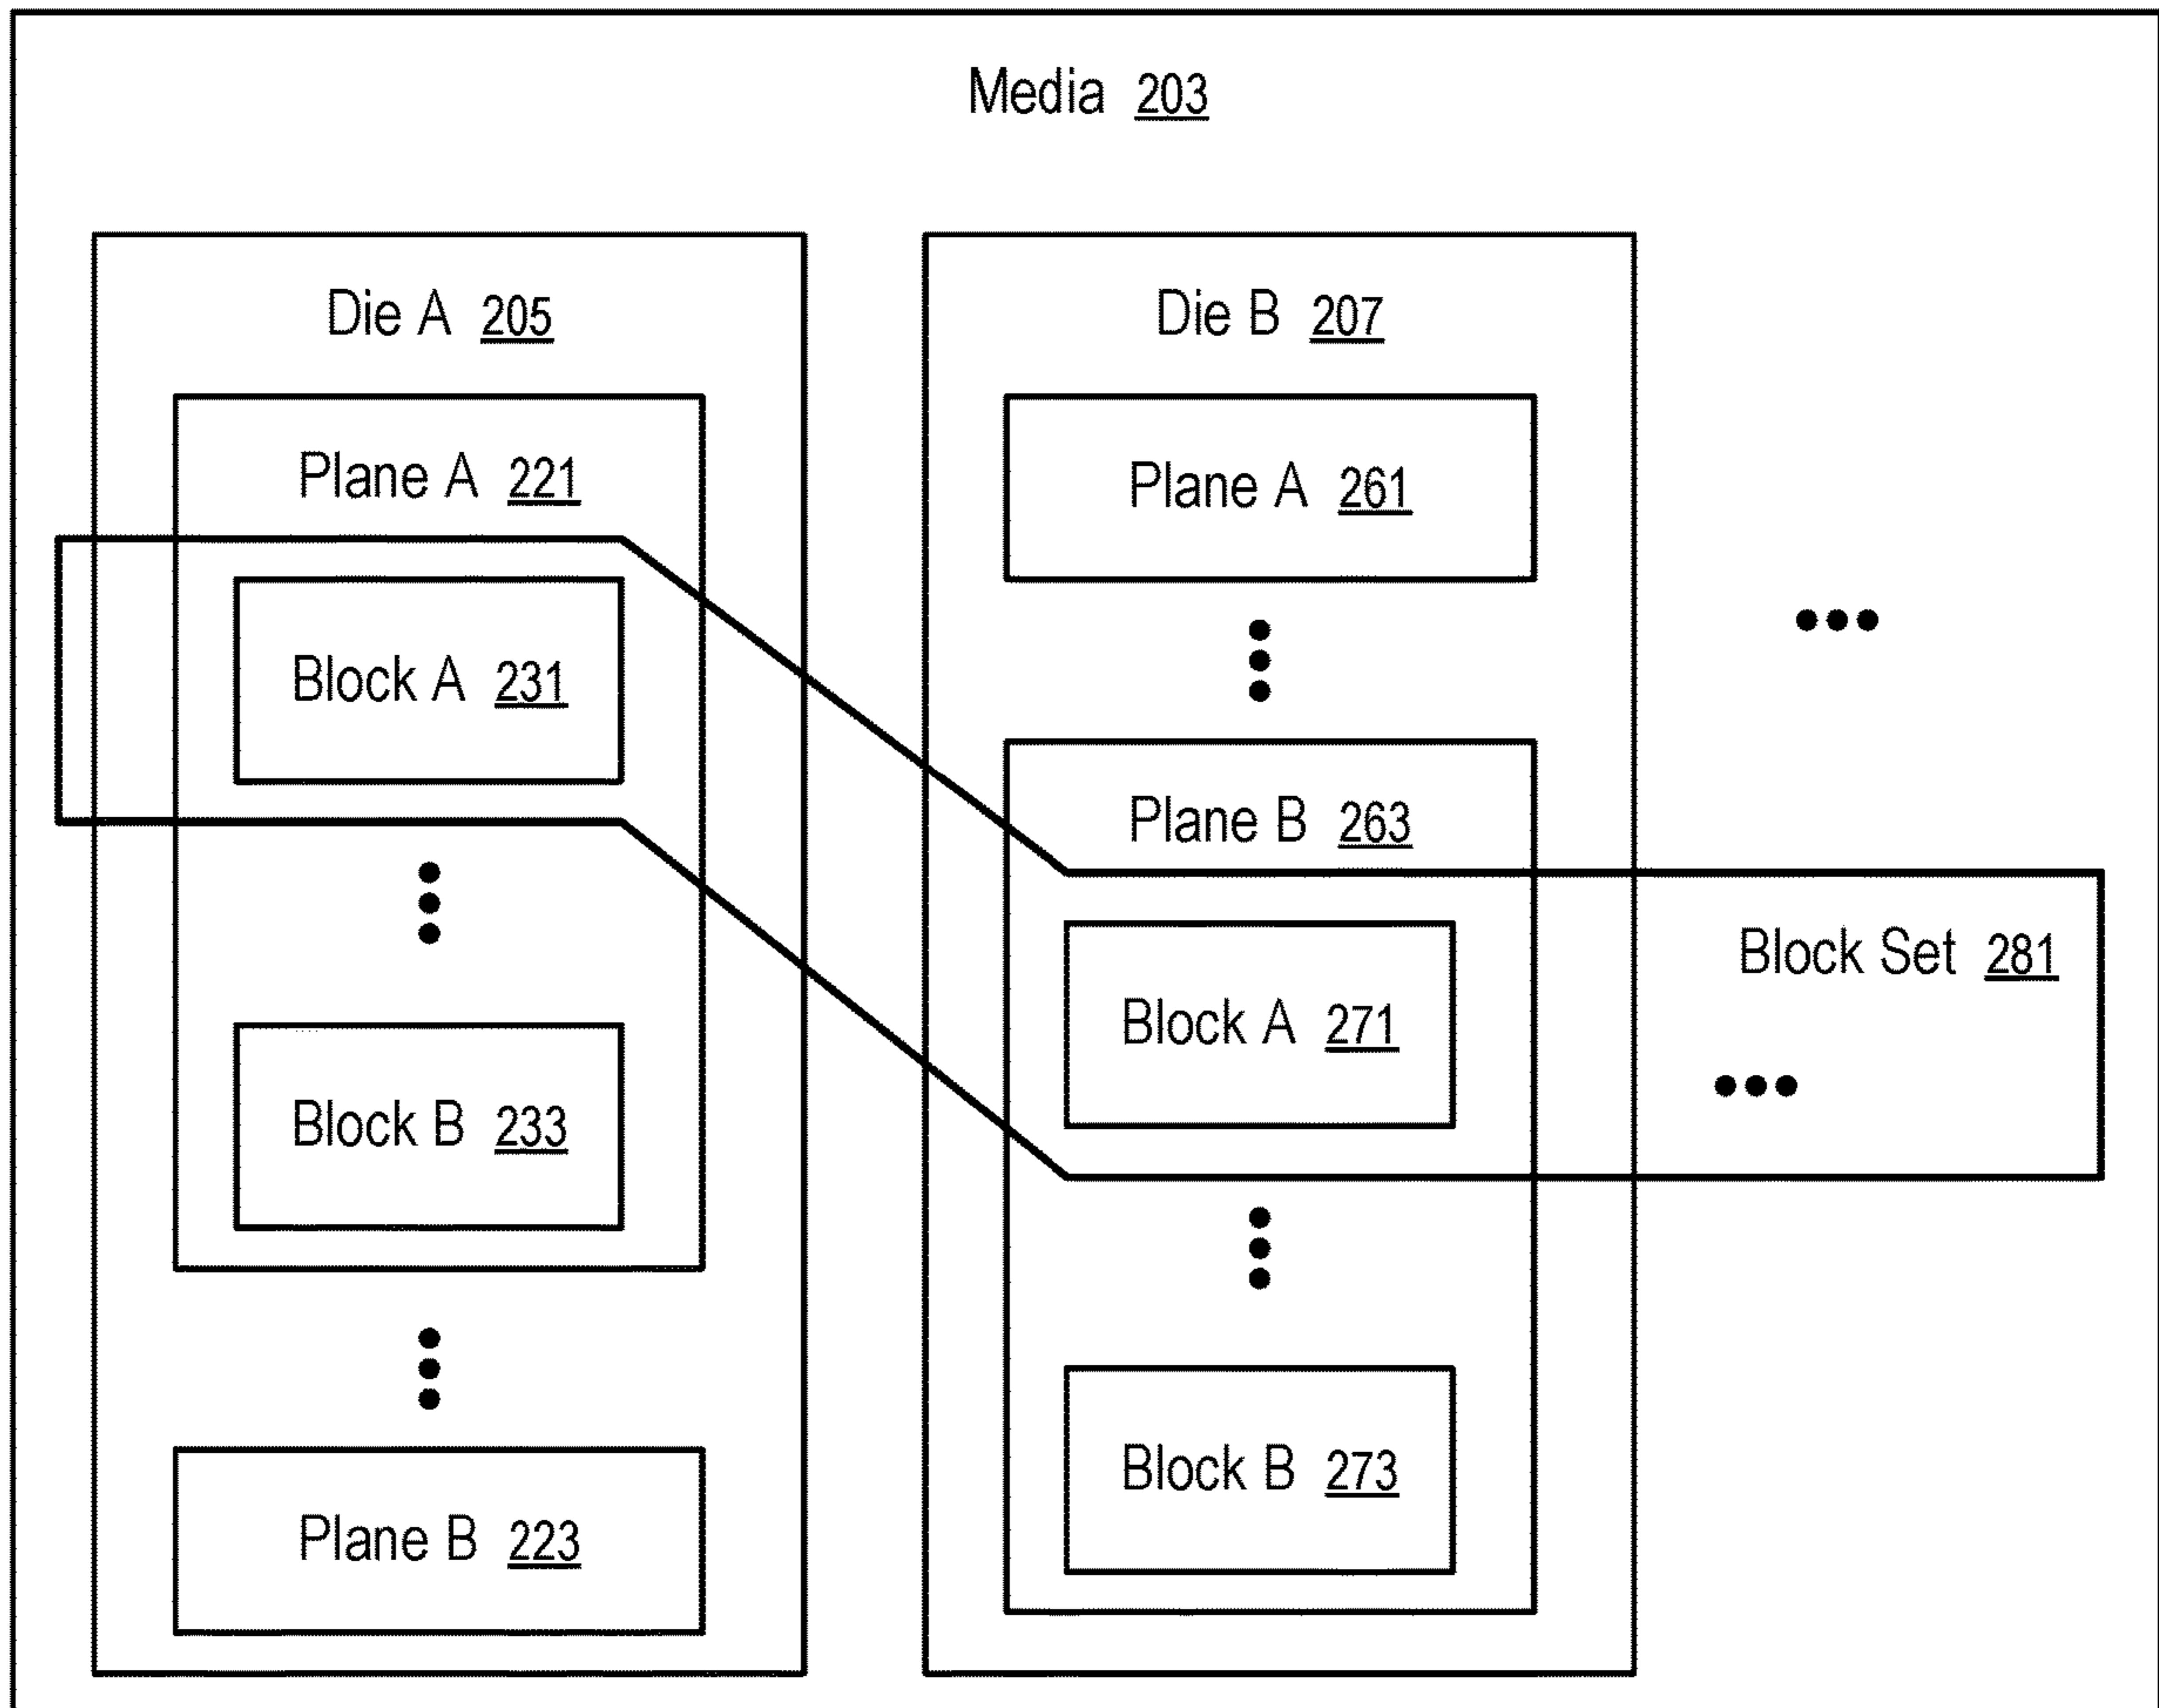 Media 203
Die A 205
Plane A 221
Block A 231
Block B 233
Plane B 223
Die B 207
Plane A 261
Plane B 263
Block A 271
Block B 273
Block Set 281